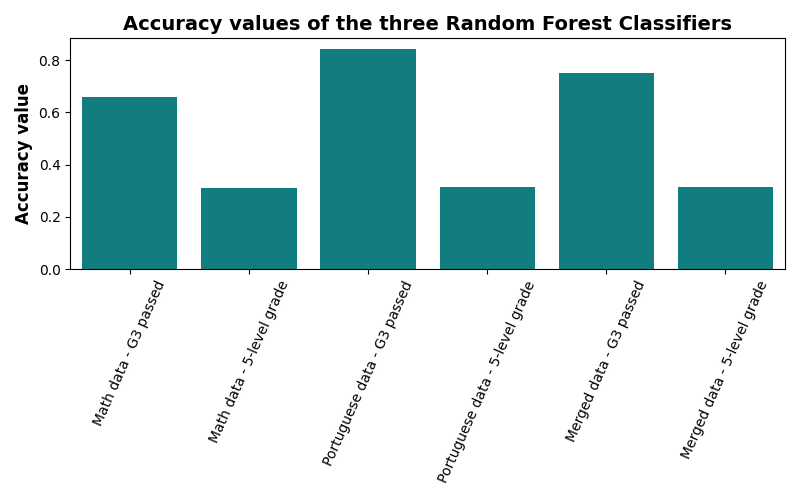 Accuracy values of the three Random Forest Classifiers
Accuracy value
0.8
0.6
0.4
0.2
0.0
Math data - G3 passed
Math data - 5-level grade
Portuguese data - G3 passed
Portuguese data - 5-level grade
Merged data - G3 passed
Merged data - 5-level grade